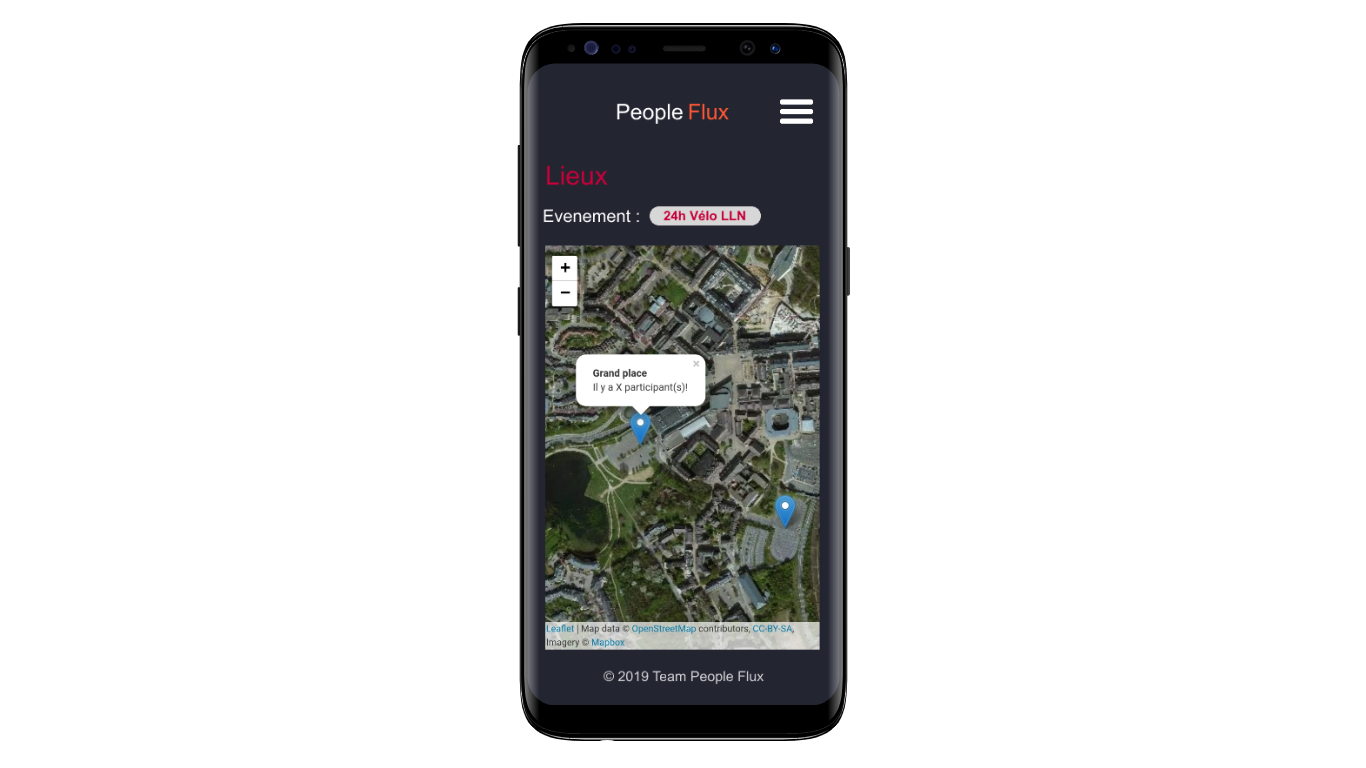 People Flux
Lieux
Evenement : 24h Vélo LLN
+
−
×
Grand place
Il y a X participant(s)!
Leaflet | Map data © OpenStreetMap contributors, CC-BY-SA,
Imagery © Mapbox
© 2019 Team People Flux